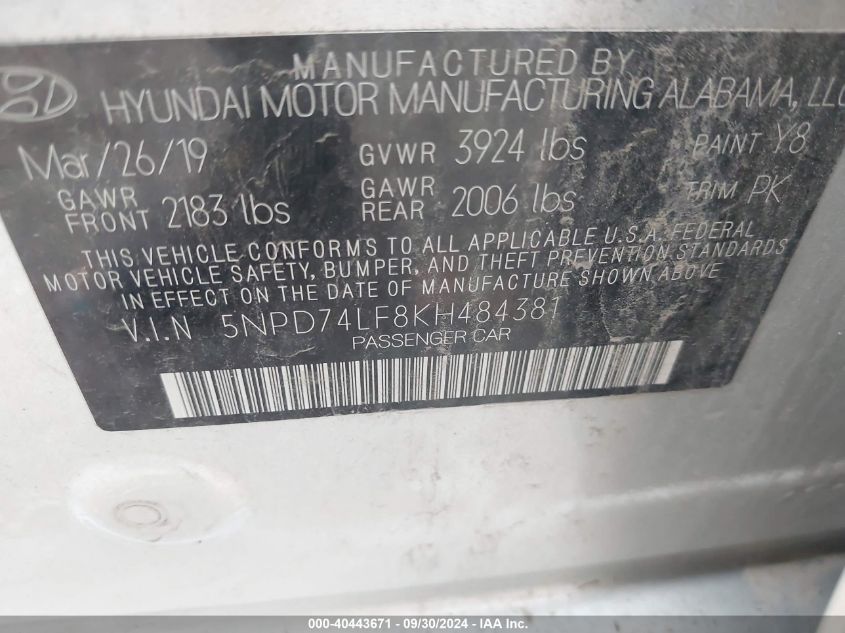 MANUFACTURED BY
HYUNDAI MOTOR MANUFACTURING ALABAMA, LLC
Mar/26/19 GVWR 3924 lbs PAINT Y8
GAWR FRONT 2183 lbs GAWR REAR 2006 lbs TRIM PK
THIS VEHICLE CONFORMS TO ALL APPLICABLE U.S.A. FEDERAL
MOTOR VEHICLE SAFETY, BUMPER, AND THEFT PREVENTION STANDARDS
IN EFFECT ON THE DATE OF MANUFACTURE SHOWN ABOVE
V.I.N 5NPD74LF8KH484381
PASSENGER CAR
000-40443671 - 09/30/2024 - IAA Inc.